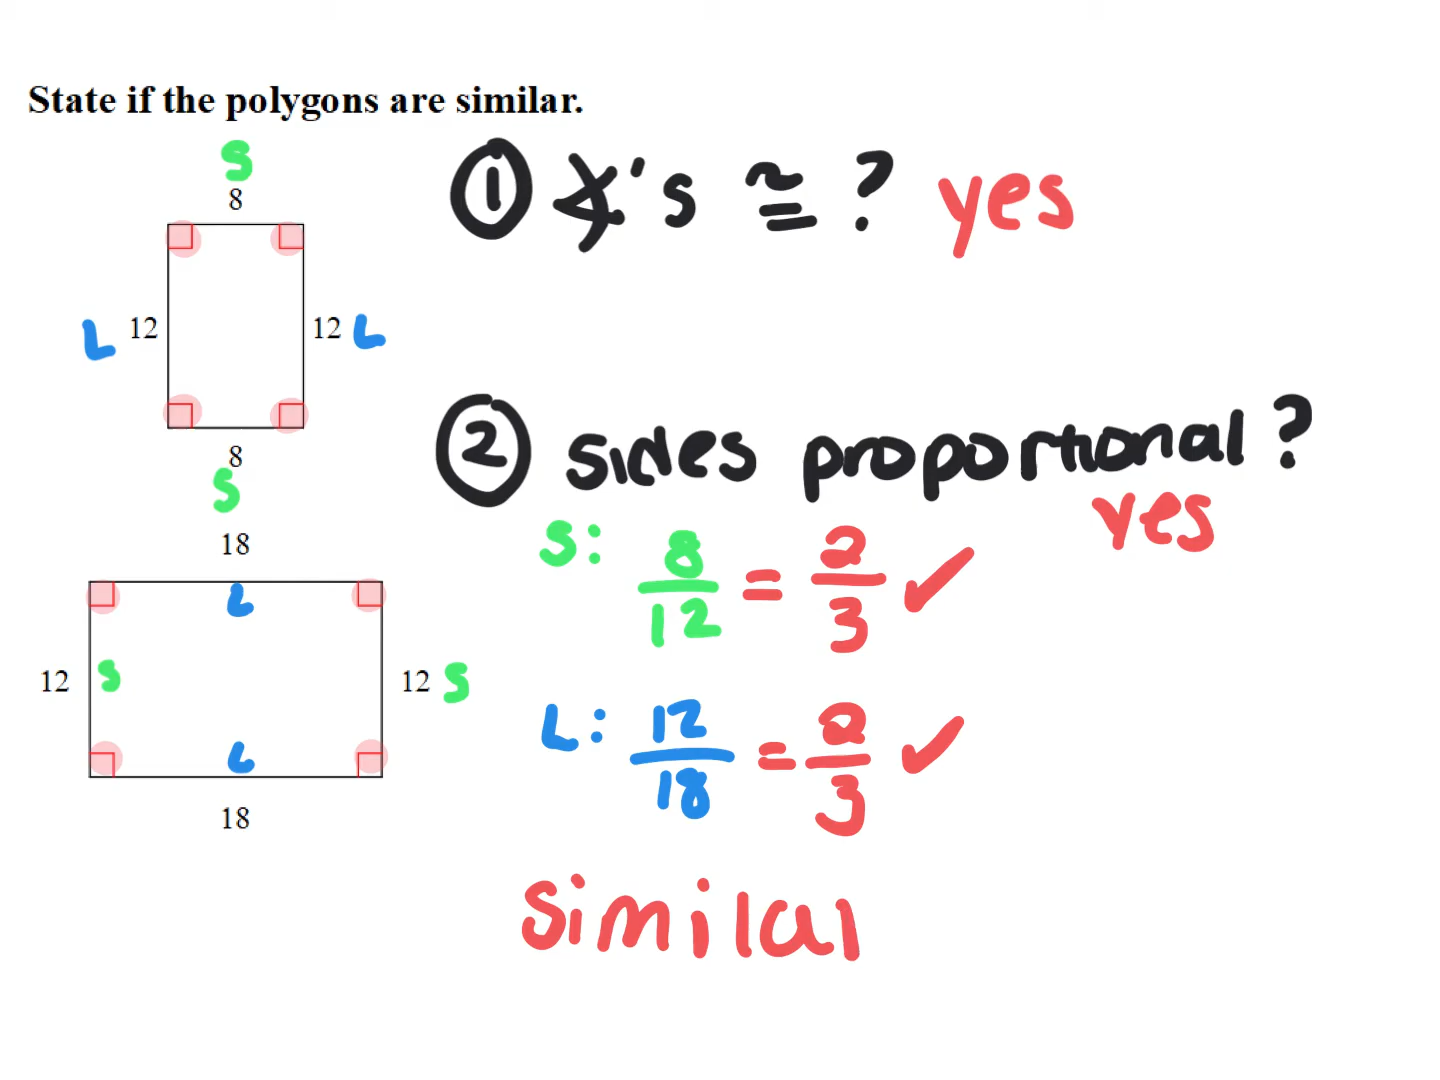 State if the polygons are similar.
S
8
L 12 12 L
8
S
18
L
12 S 12 S
L
18
① ∡'s ≅ ? yes
② sides proportional?
yes
S: 8/12 = 2/3 ✓
L: 12/18 = 2/3 ✓
similar